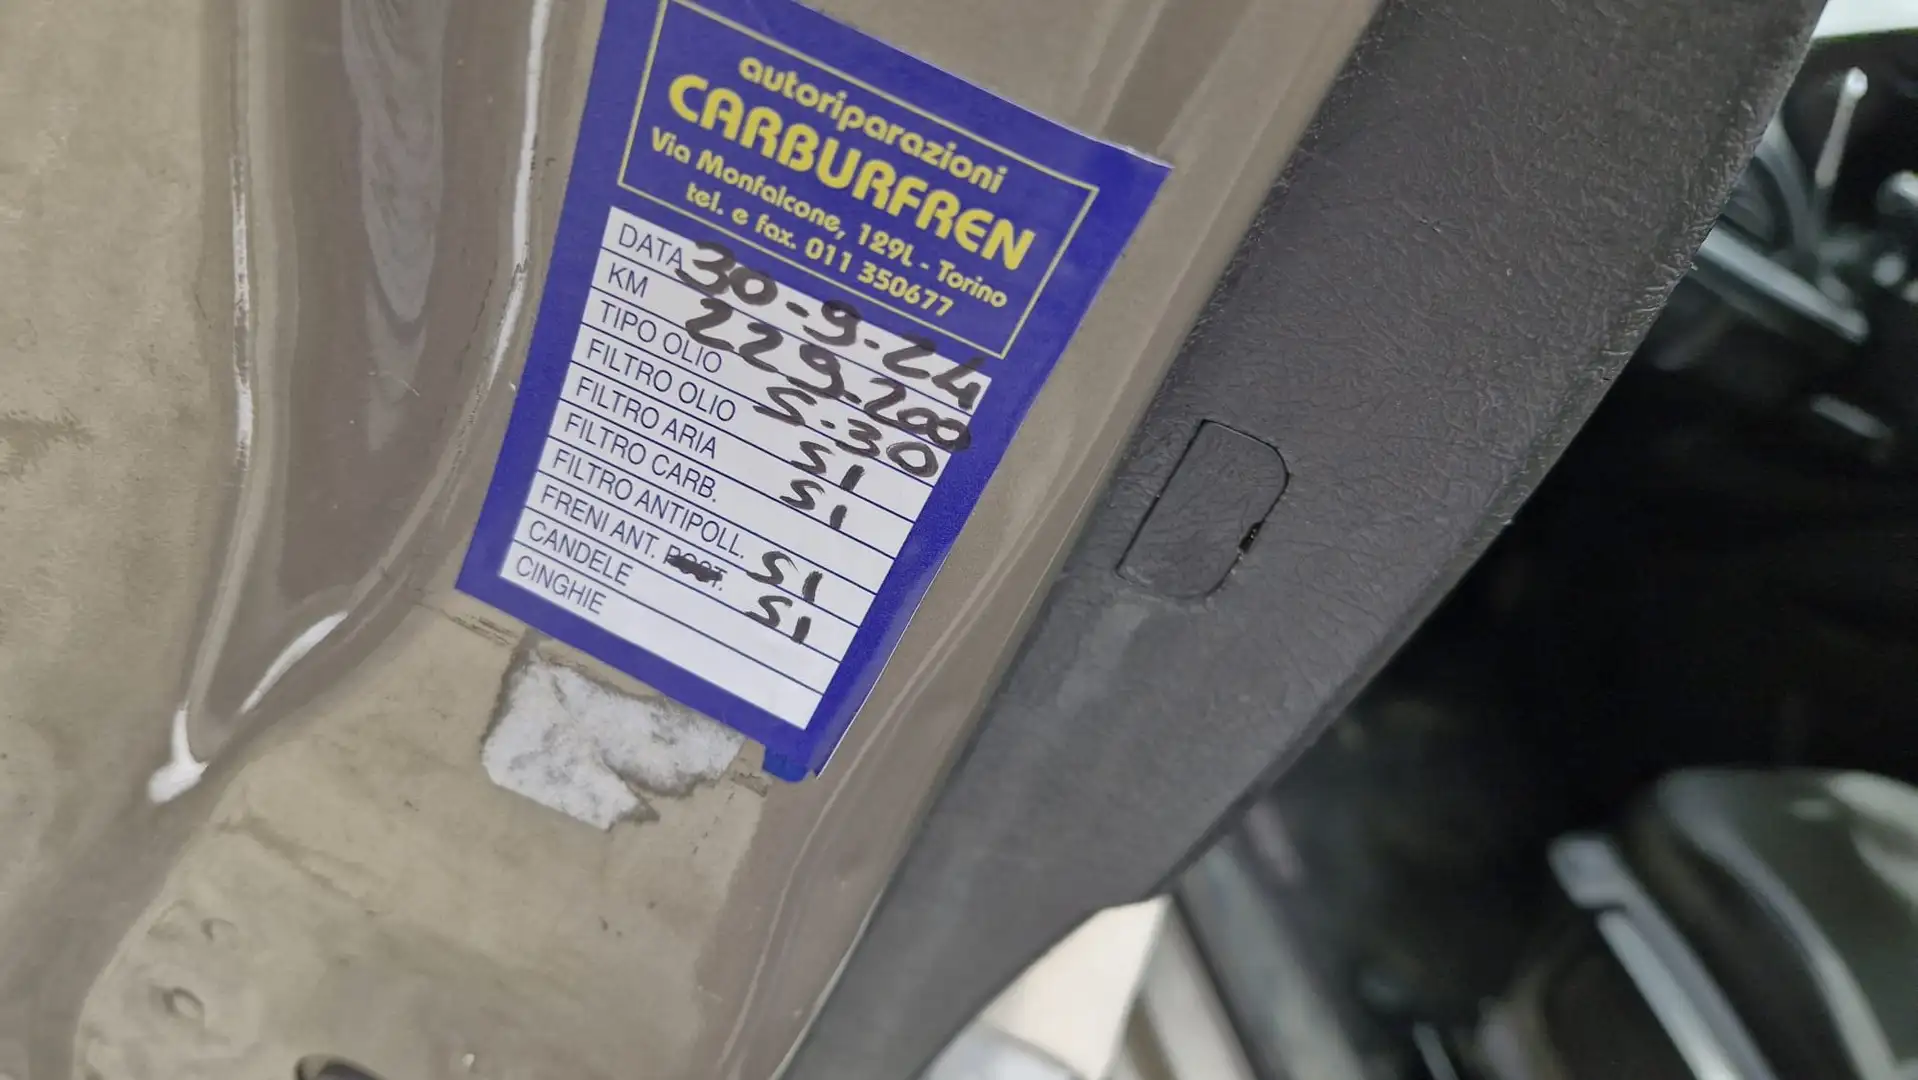 autoriparazioni
CARBURFREN
Via Monfalcone, 129L - Torino
tel. e fax. 011 350677
DATA 30-9-24
KM 229.200
TIPO OLIO 5-30
FILTRO OLIO SI
FILTRO ARIA SI
FILTRO CARB.
FILTRO ANTIPOLL. SI
FRENI ANT. POST. SI
CANDELE
CINGHIE